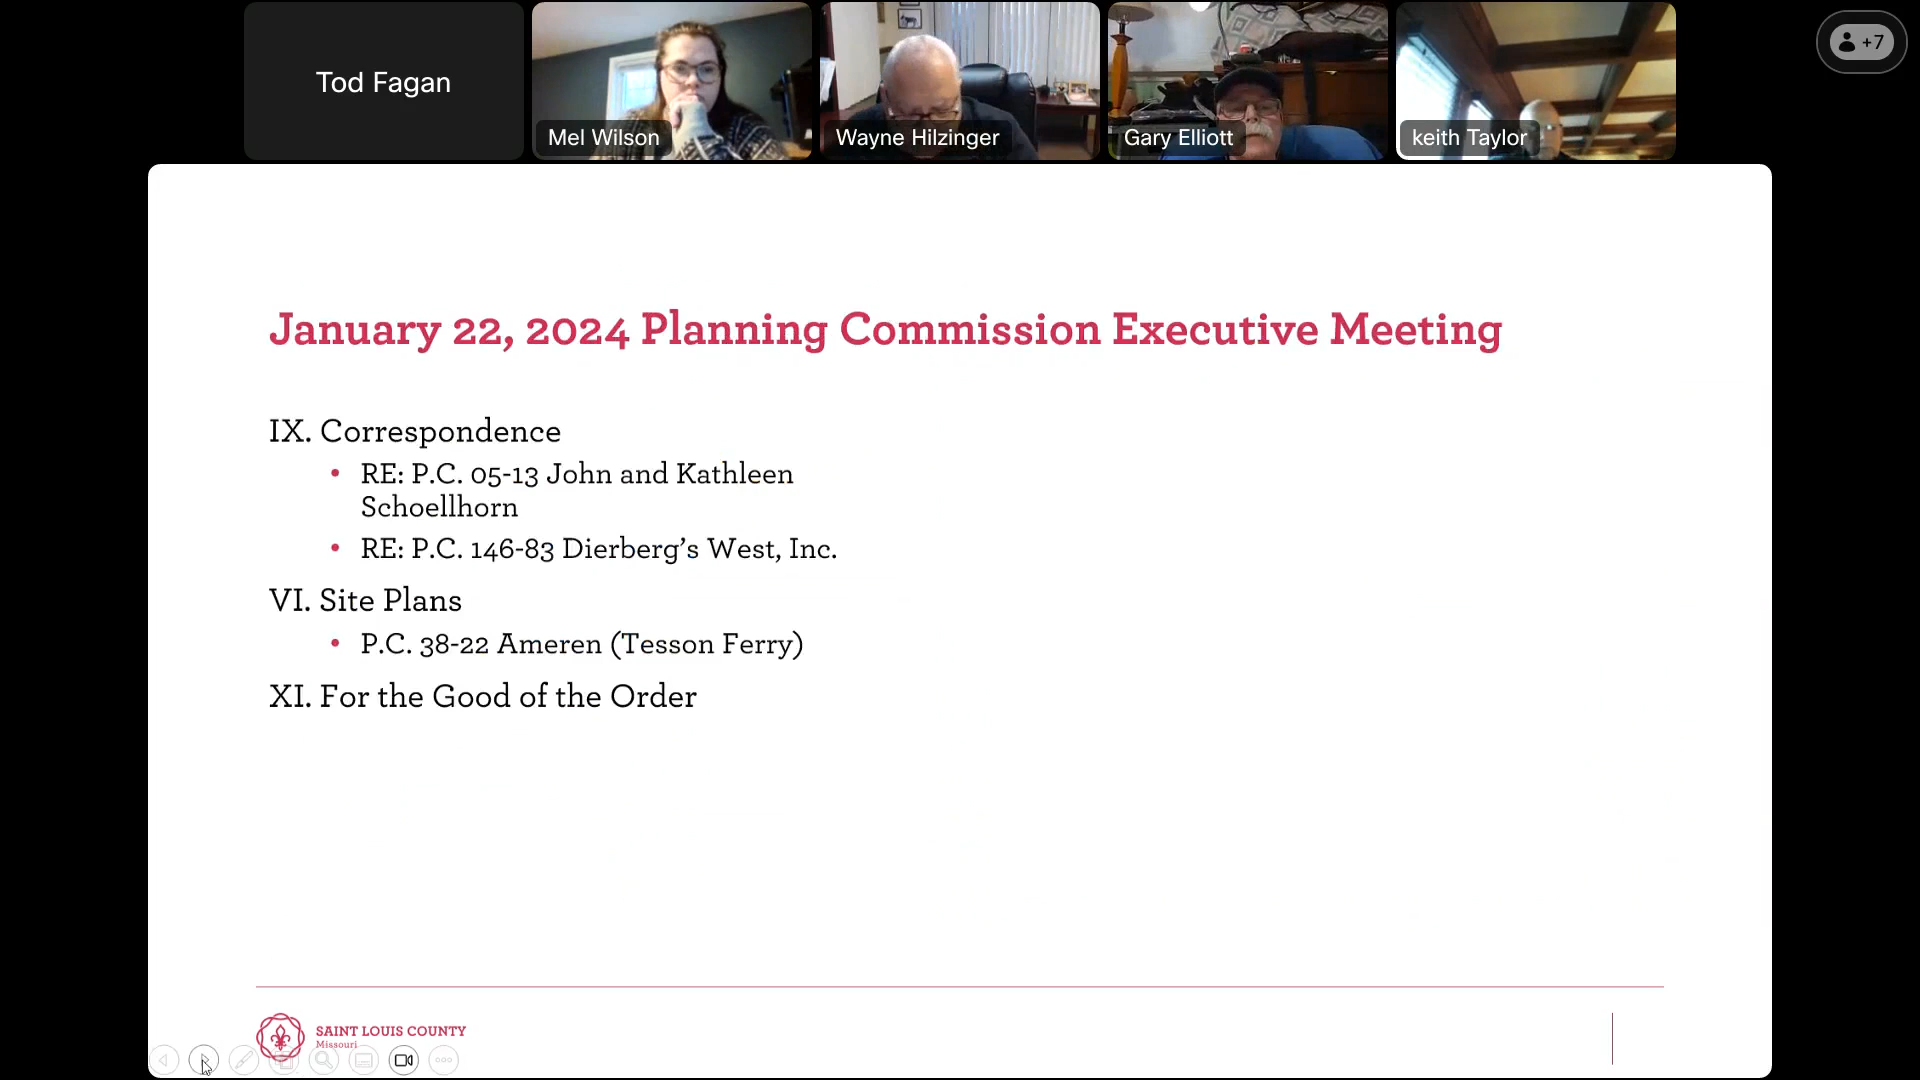 Tod Fagan
Mel Wilson
Wayne Hilzinger
Gary Elliott
keith Taylor
+7
January 22, 2024 Planning Commission Executive Meeting
IX. Correspondence
• RE: P.C. 05-13 John and Kathleen
Schoellhorn
• RE: P.C. 146-83 Dierberg’s West, Inc.
VI. Site Plans
• P.C. 38-22 Ameren (Tesson Ferry)
XI. For the Good of the Order
SAINT LOUIS COUNTY
Missouri